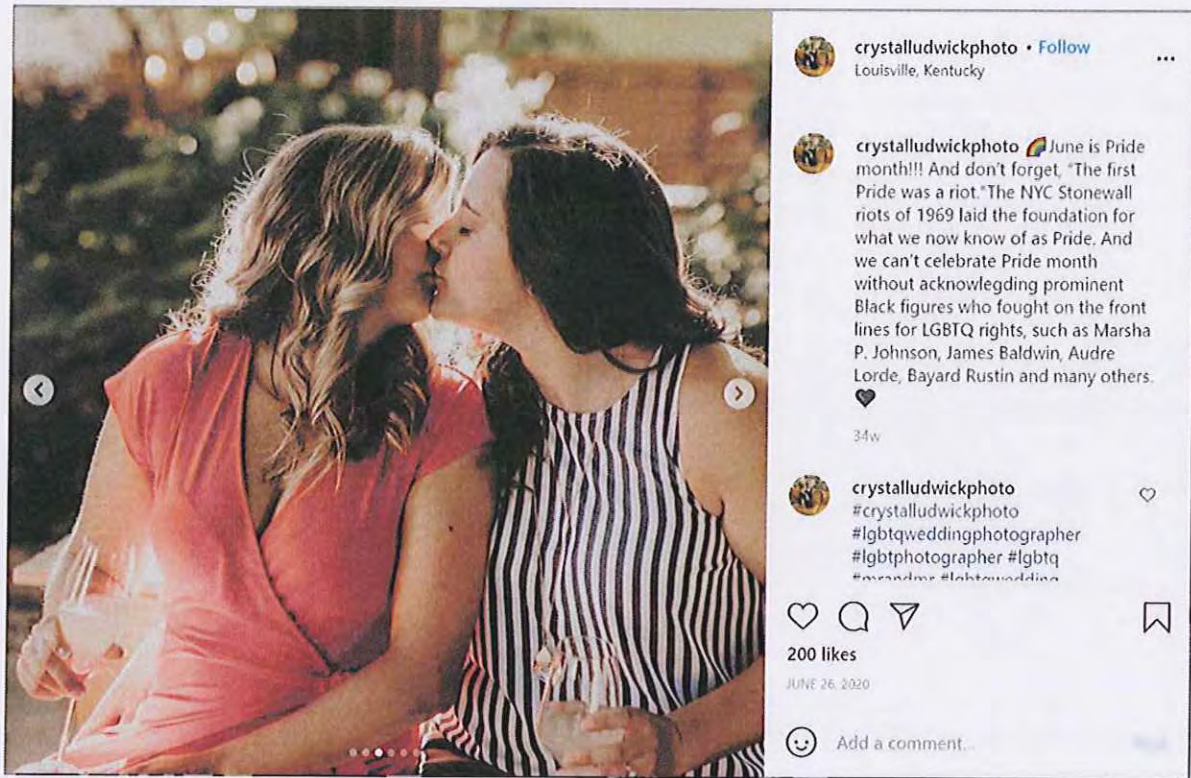 crystalludwickphoto • Follow
Louisville, Kentucky
crystalludwickphoto 🌈June is Pride
month!!! And don't forget, "The first
Pride was a riot."The NYC Stonewall
riots of 1969 laid the foundation for
what we now know of as Pride. And
we can't celebrate Pride month
without acknowlegding prominent
Black figures who fought on the front
lines for LGBTQ rights, such as Marsha
P. Johnson, James Baldwin, Audre
Lorde, Bayard Rustin and many others.
🖤
34w
crystalludwickphoto
#crystalludwickphoto
#lgbtqweddingphotographer
#lgbtphotographer #lgbtq
#mrandmr #lgbtqwedding
200 likes
JUNE 26, 2020
Add a comment...